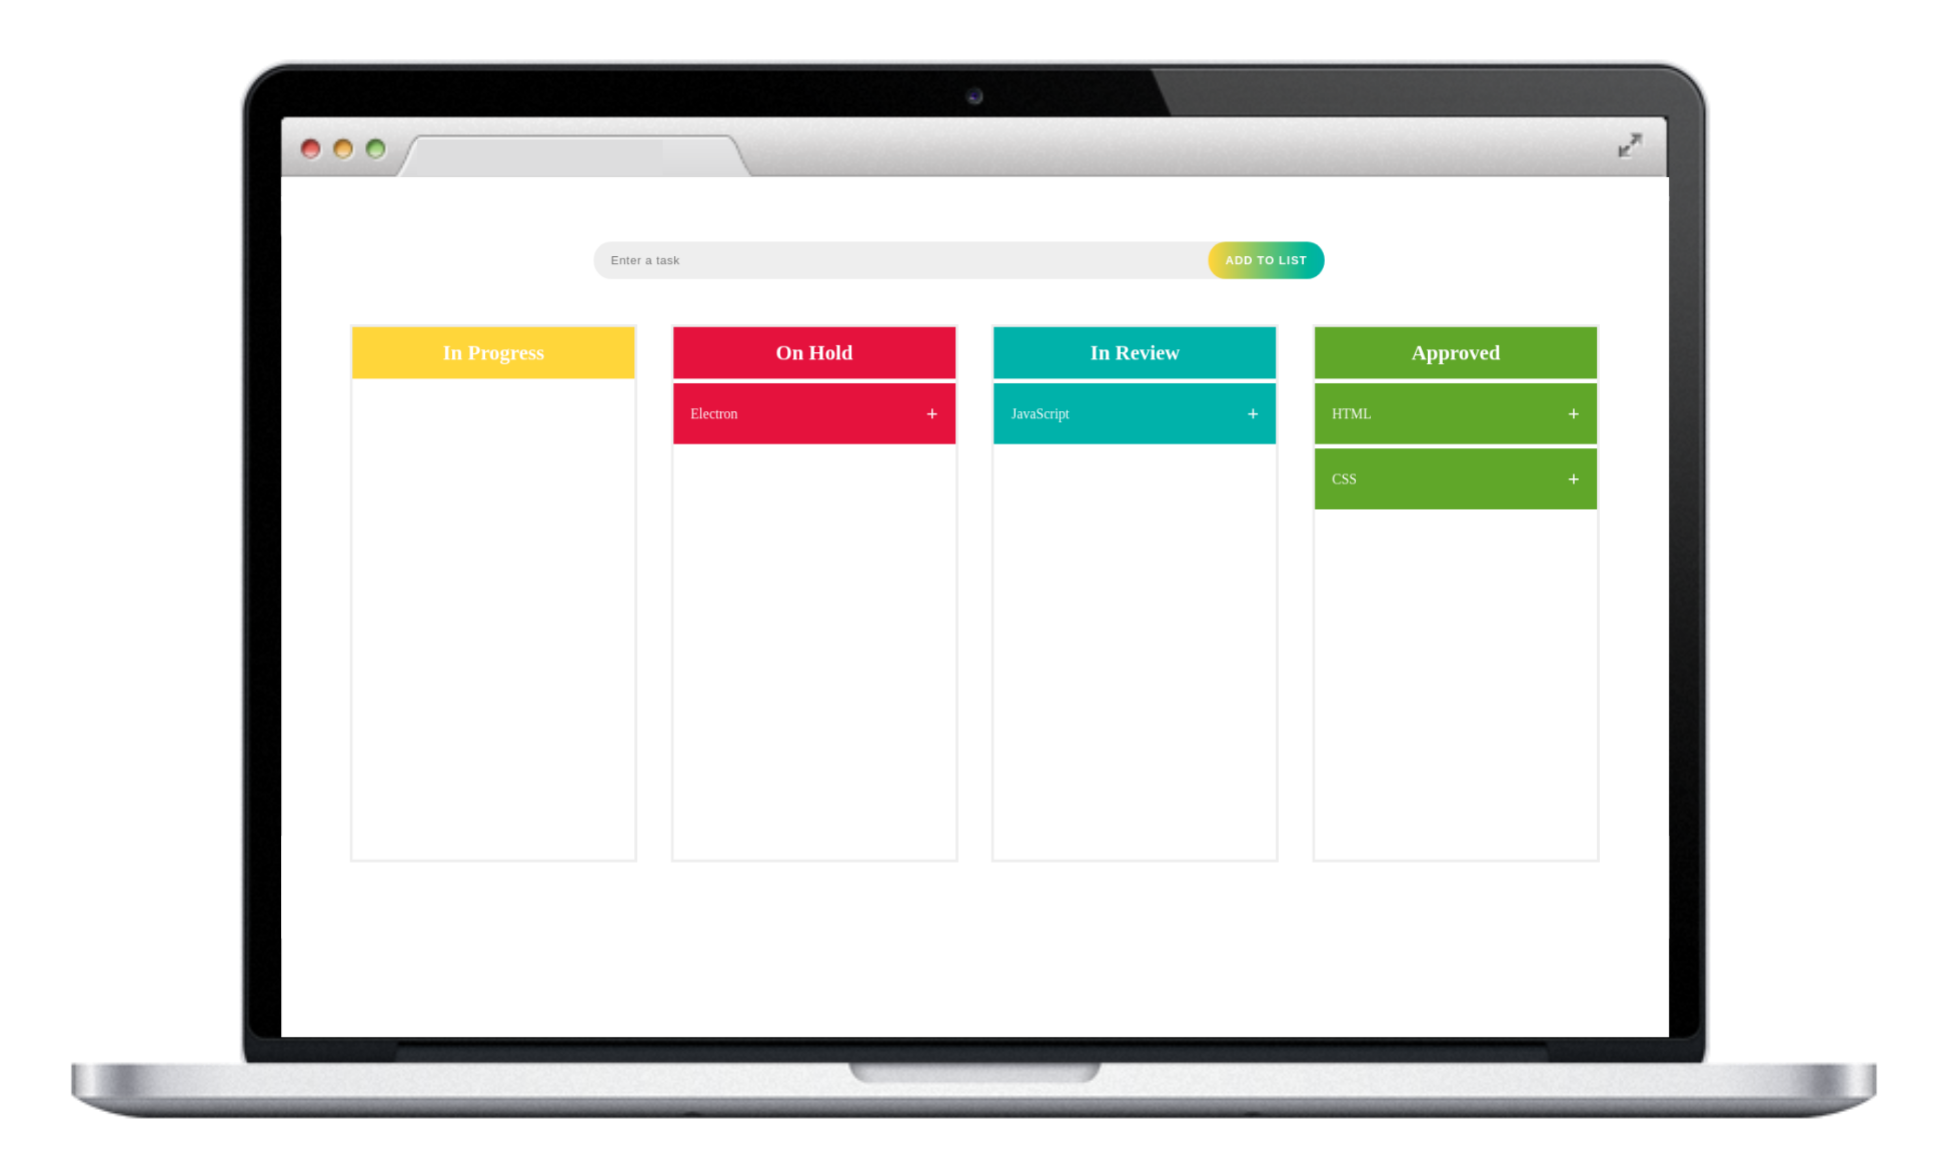 Enter a task
ADD TO LIST
In Progress
On Hold
In Review
Approved
Electron +
JavaScript +
HTML +
CSS +